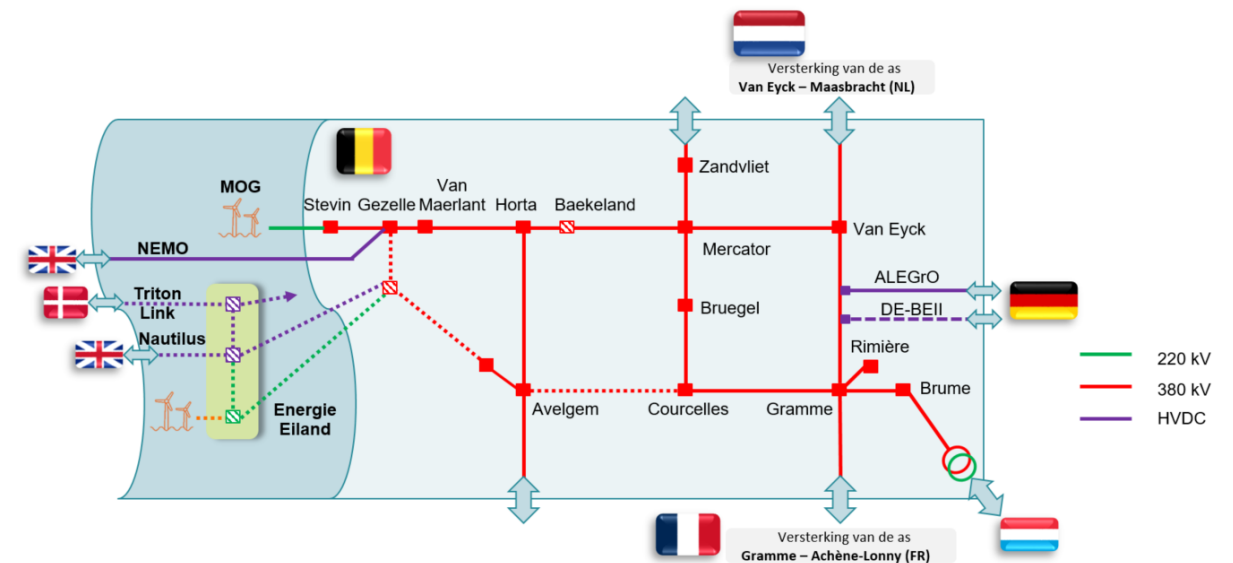 Versterking van de as
Van Eyck – Maasbracht (NL)
Zandvliet
MOG
Stevin
Gezelle
Van
Maerlant
Horta
Baekeland
Mercator
Van Eyck
NEMO
Triton
Link
Nautilus
Bruegel
ALEGrO
DE-BEII
Rimière
220 kV
380 kV
HVDC
Energie
Eiland
Avelgem
Courcelles
Gramme
Brume
Versterking van de as
Gramme – Achène-Lonny (FR)